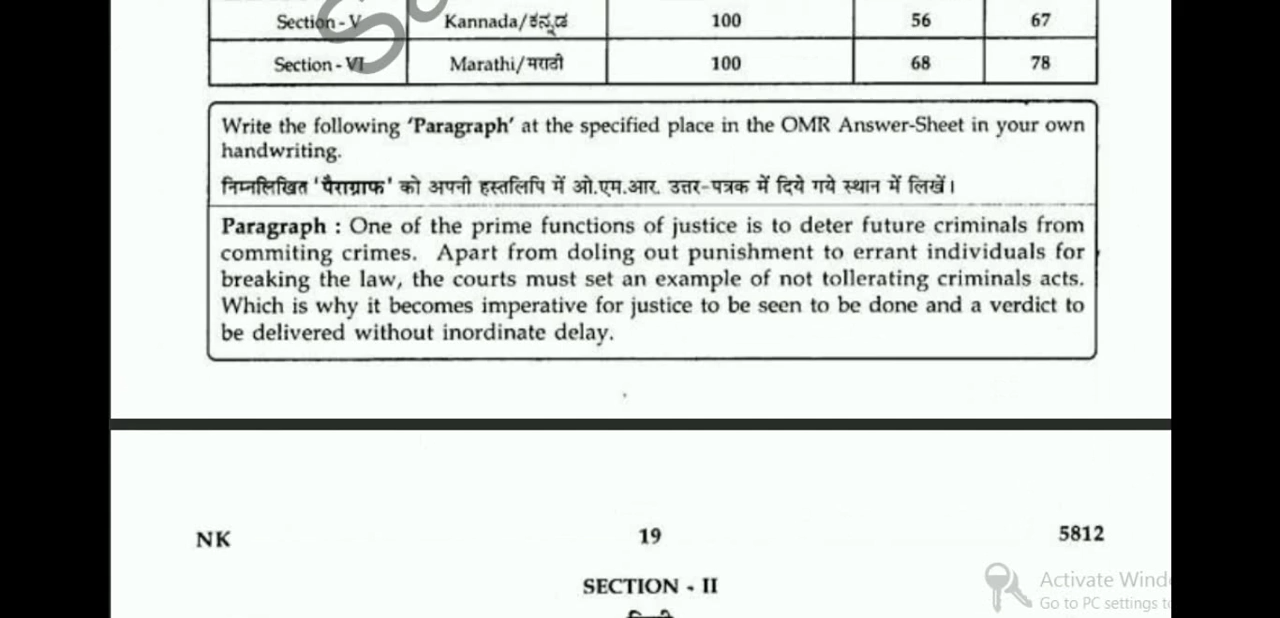 Section - V Kannada/ಕನ್ನಡ 100 56 67
Section - VI Marathi/मराठी 100 68 78
Write the following 'Paragraph' at the specified place in the OMR Answer-Sheet in your own
handwriting.
निम्नलिखित 'पैराग्राफ' को अपनी हस्तलिपि में ओ.एम.आर. उत्तर-पत्रक में दिये गये स्थान में लिखें।
Paragraph : One of the prime functions of justice is to deter future criminals from
commiting crimes. Apart from doling out punishment to errant individuals for
breaking the law, the courts must set an example of not tollerating criminals acts.
Which is why it becomes imperative for justice to be seen to be done and a verdict to
be delivered without inordinate delay.
NK 19 5812
SECTION - II
Activate Wind
Go to PC settings t